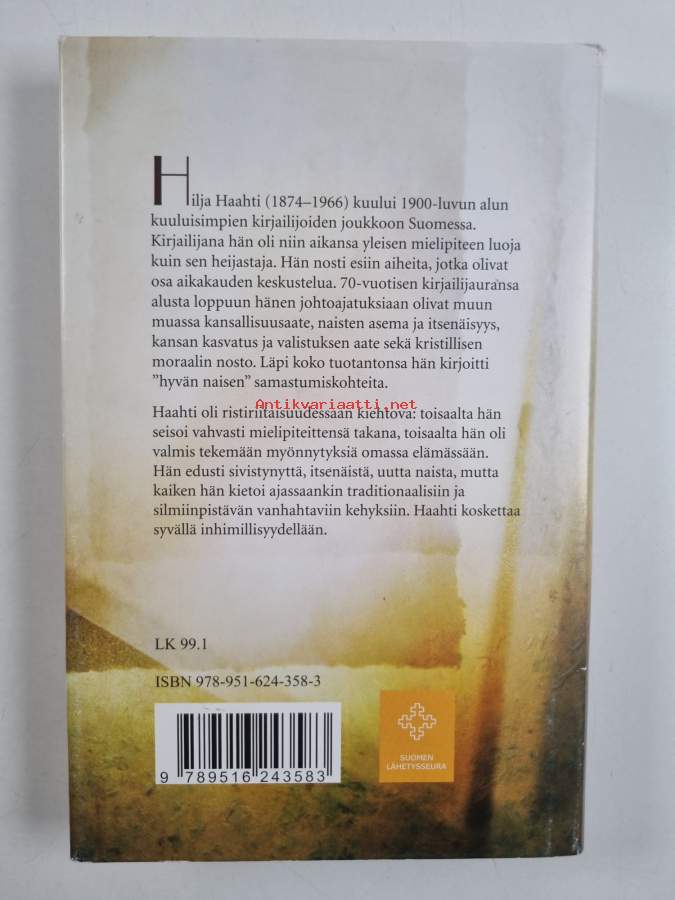 Hilja Haahti (1874–1966) kuului 1900-luvun alun
kuuluisimpien kirjailijoiden joukkoon Suomessa.
Kirjailijana hän oli niin aikansa yleisen mielipiteen luoja
kuin sen heijastaja. Hän nosti esiin aiheita, jotka olivat
osa aikakauden keskustelua. 70-vuotisen kirjailijauransa
alusta loppuun hänen johtoajatuksiaan olivat muun
muassa kansallisuusaate, naisten asema ja itsenäisyys,
kansan kasvatus ja valistuksen aate sekä kristillisen
moraalin nosto. Läpi koko tuotantonsa hän kirjoitti
”hyvän naisen” samastumiskohteita.
Antikvariaatti.net
Haahti oli ristiriitaisuudessaan kiehtova: toisaalta hän
seisoi vahvasti mielipiteittensä takana, toisaalta hän oli
valmis tekemään myönnytyksiä omassa elämässään.
Hän edusti sivistynyttä, itsenäistä, uutta naista, mutta
kaiken hän kietoi ajassaankin traditionaalisiin ja
silmiinpistävän vanhahtaviin kehyksiin. Haahti koskettaa
syvällä inhimillisyydellään.
LK 99.1
ISBN 978-951-624-358-3
9 789516 243583
SUOMEN
LÄHETYSSEURA